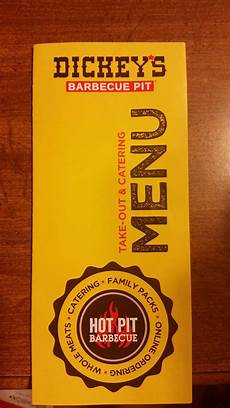 DICKEY'S
BARBECUE PIT
TAKE-OUT & CATERING
MENU
WHOLE MEATS • CATERING • FAMILY PACKS • ONLINE ORDERING •
HOT PIT
BARBECUE